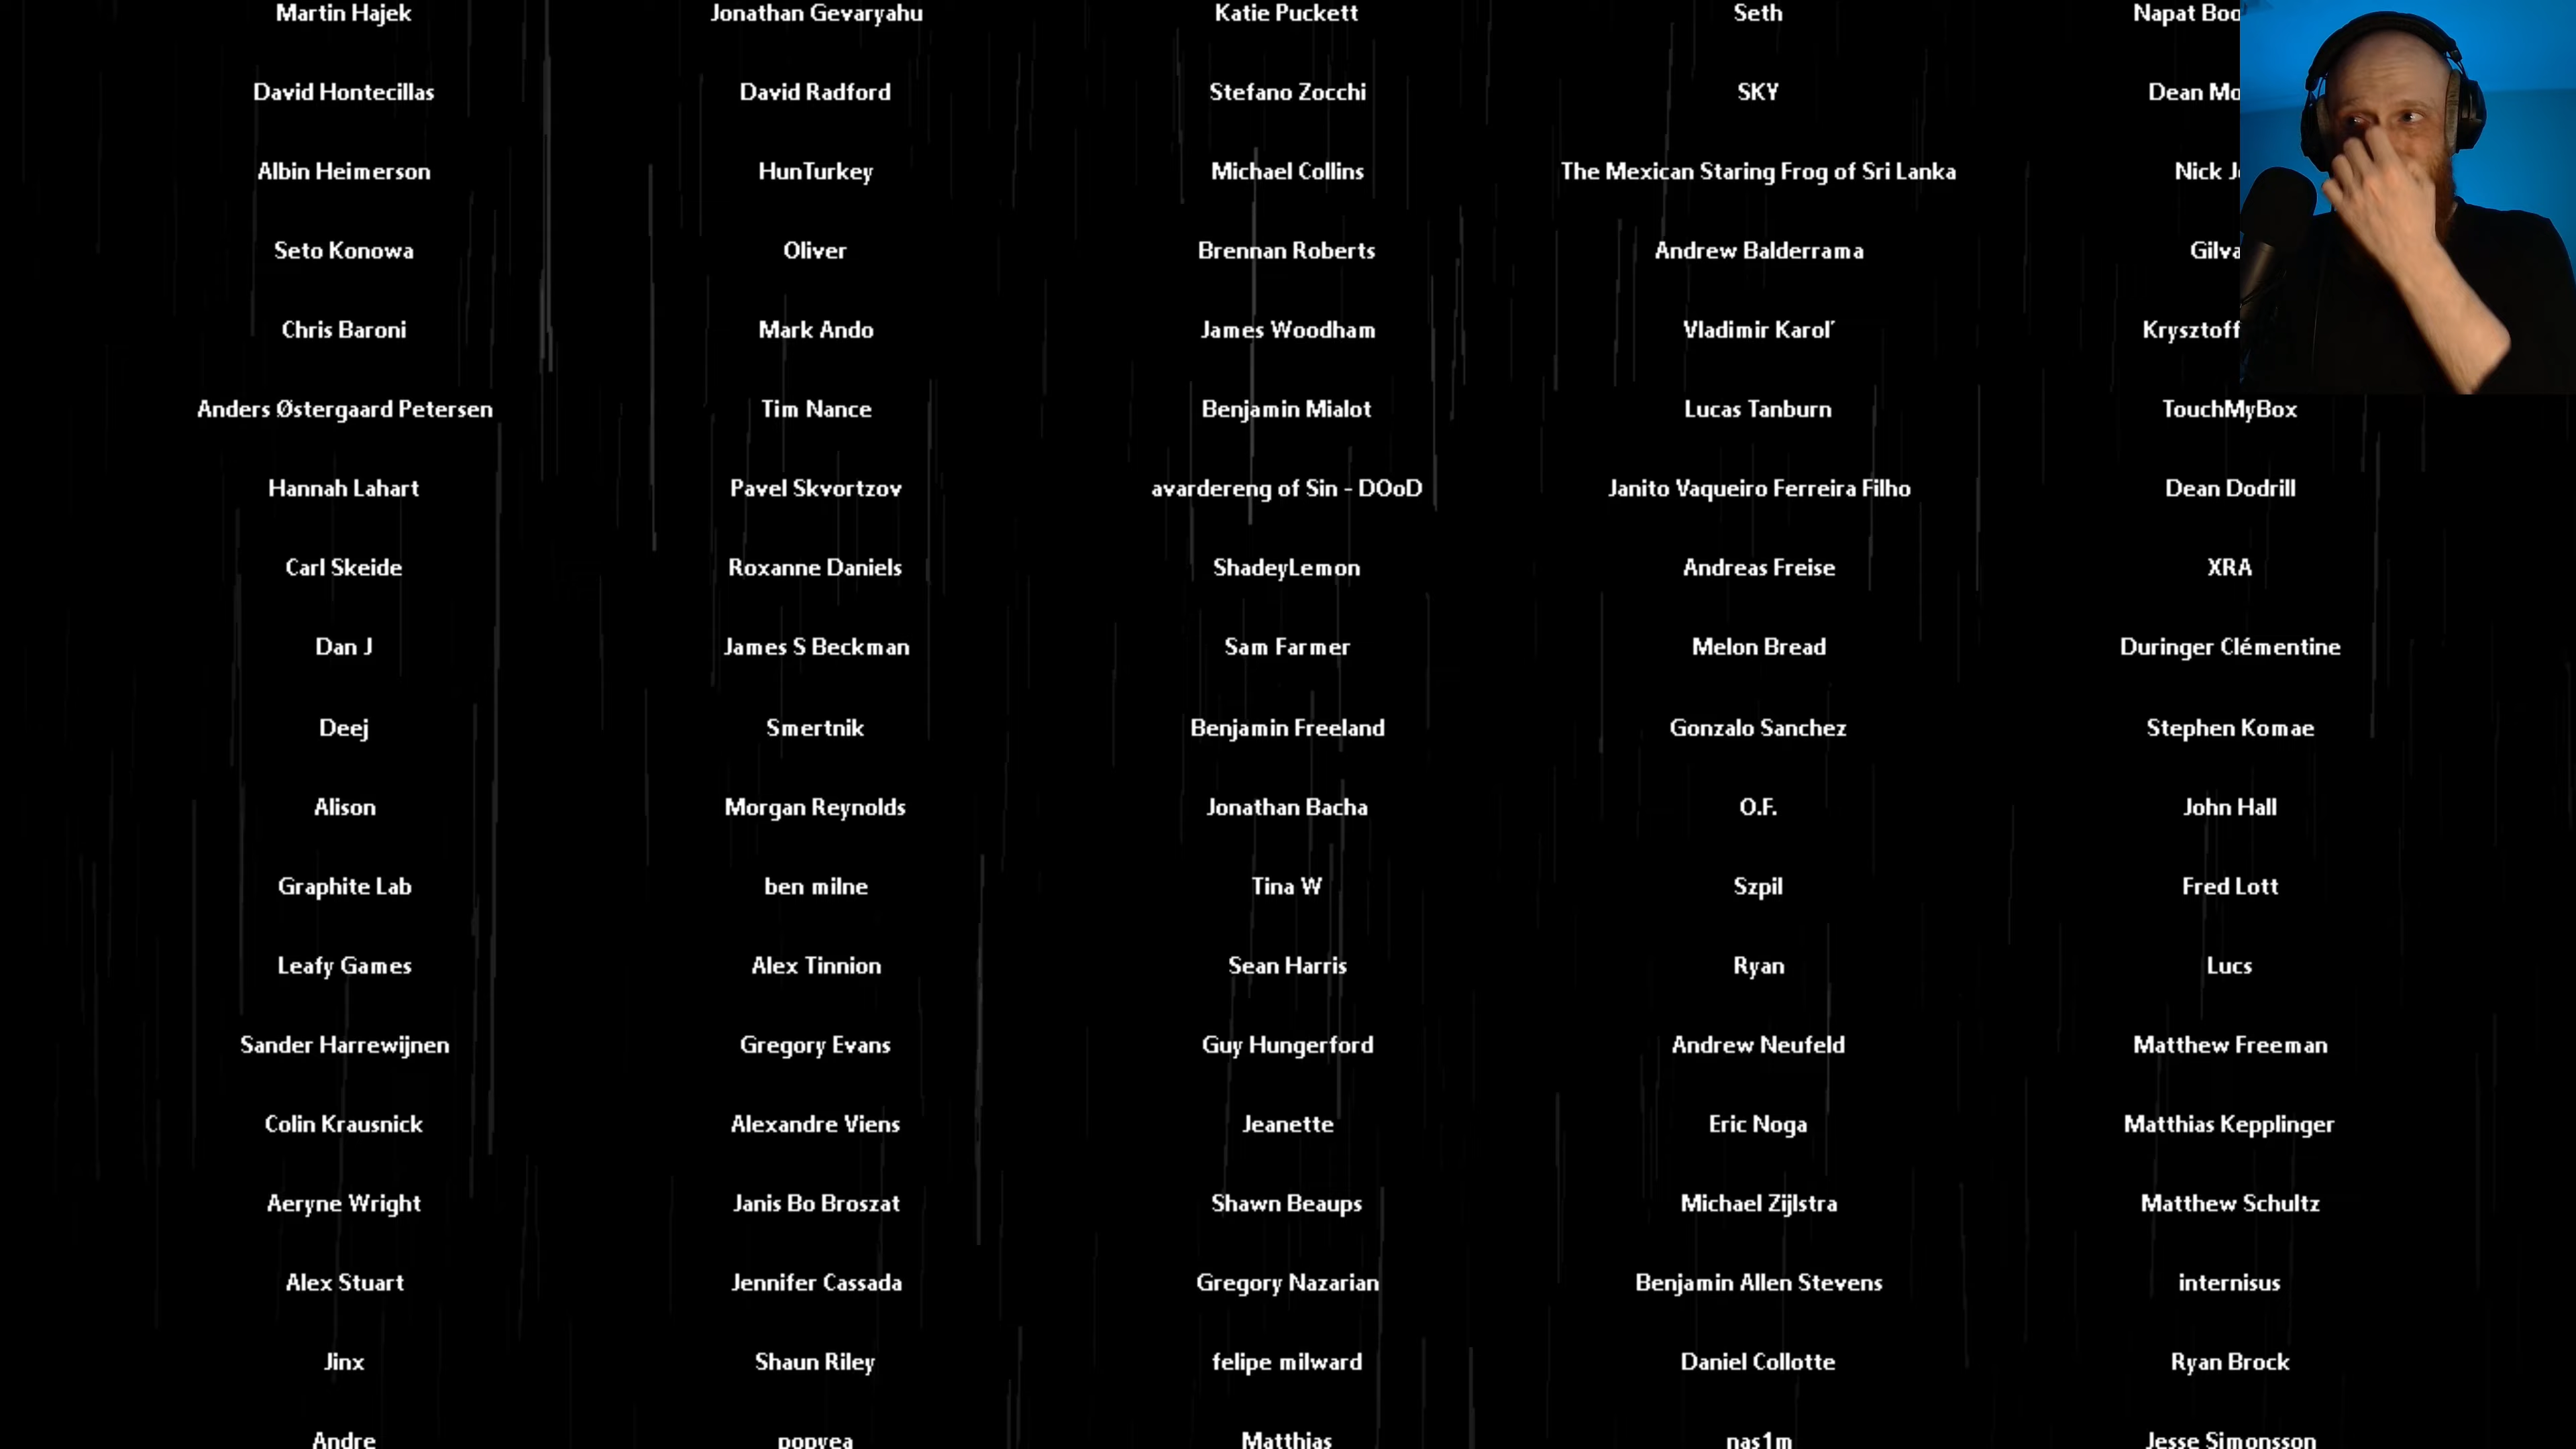 Martin Hajek Jonathan Gevaryahu Katie Puckett Seth Napat
David Hontecillas David Radford Stefano Zocchi SKY Dean
Albin Heimerson HunTurkey Michael Collins The Mexican Staring Frog of Sri Lanka Nick
Seto Konowa Oliver Brennan Roberts Andrew Balderrama
Chris Baroni Mark Ando James Woodham Vladimir Karoľ
Anders Østergaard Petersen Tim Nance Benjamin Mialot Lucas Tanburn TouchMyBox
Hannah Lahart Pavel Skvortzov avardereng of Sin - DOoD Janito Vaqueiro Ferreira Filho Dean Dodrill
Carl Skeide Roxanne Daniels ShadeyLemon Andreas Freise XRA
Dan J James S Beckman Sam Farmer Melon Bread Duringer Clémentine
Deej Smertnik Benjamin Freeland Gonzalo Sanchez Stephen Komae
Alison Morgan Reynolds Jonathan Bacha O.F. John Hall
Graphite Lab ben milne Tina W Szpil Fred Lott
Leafy Games Alex Tinnion Sean Harris Ryan Lucs
Sander Harrewijnen Gregory Evans Guy Hungerford Andrew Neufeld Matthew Freeman
Colin Krausnick Alexandre Viens Jeanette Eric Noga Matthias Kepplinger
Aeryne Wright Janis Bo Broszat Shawn Beaups Michael Zijlstra Matthew Schultz
Alex Stuart Jennifer Cassada Gregory Nazarian Benjamin Allen Stevens internisus
Jinx Shaun Riley felipe milward Daniel Collotte Ryan Brock
Andre Matthias nas1m Jesse Simonsson